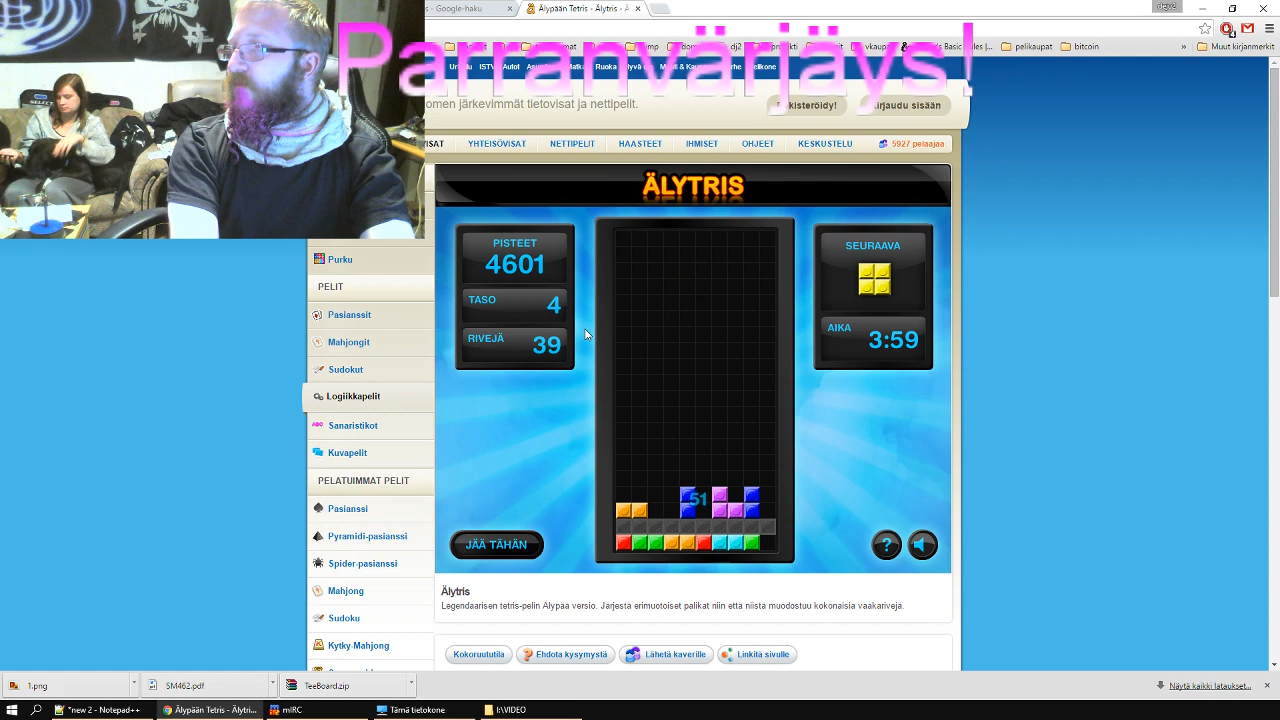 - Google-haku
Älypään Tetris - Älytris - Ä
Parranvärjäys!
pelikaupat
bitcoin
Muut kirjanmerkit
ISTV
Autot
Ruoka
omen järkevimmät tietovisat ja nettipelit.
YHTEISÖVISAT
NETTIPELIT
HAASTEET
IHMISET
OHJEET
KESKUSTELU
5927 pelaajaa
ÄLYTRIS
PISTEET
4601
TASO 4
RIVEJÄ 39
SEURAAVA
AIKA 3:59
51
JÄÄ TÄHÄN
?
Purku
PELIT
Pasianssit
Mahjongit
Sudokut
Logiikkapelit
Sanaristikot
Kuvapelit
PELATUIMMAT PELIT
Pasianssi
Pyramidi-pasianssi
Spider-pasianssi
Mahjong
Sudoku
Kytky-Mahjong
Älytris
Legendaarisen tetris-pelin Älypää versio. Järjestä erimuotoiset palikat niin että niistä muodostuu kokonaisia vaakarivejä.
Kokoruututila
Ehdota kysymystä
Lähetä kaverille
Linkitä sivulle
1.png
SM462.pdf
TeeBoard.zip
Näytä kaikki lataukset...
*new 2 - Notepad++
Älypään Tetris - Älytri...
mIRC
Tämä tietokone
I:\VIDEO